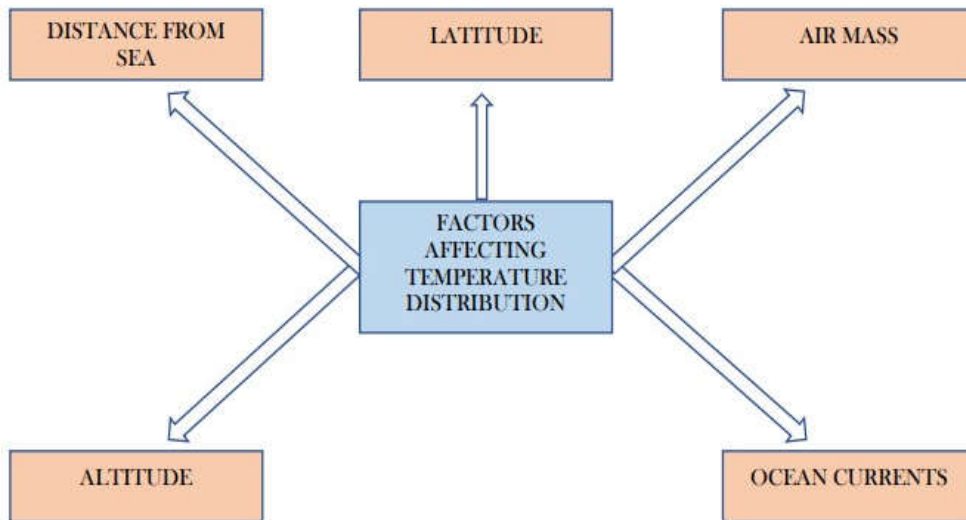 DISTANCE FROM
SEA
LATITUDE
AIR MASS
FACTORS
AFFECTING
TEMPERATURE
DISTRIBUTION
ALTITUDE
OCEAN CURRENTS